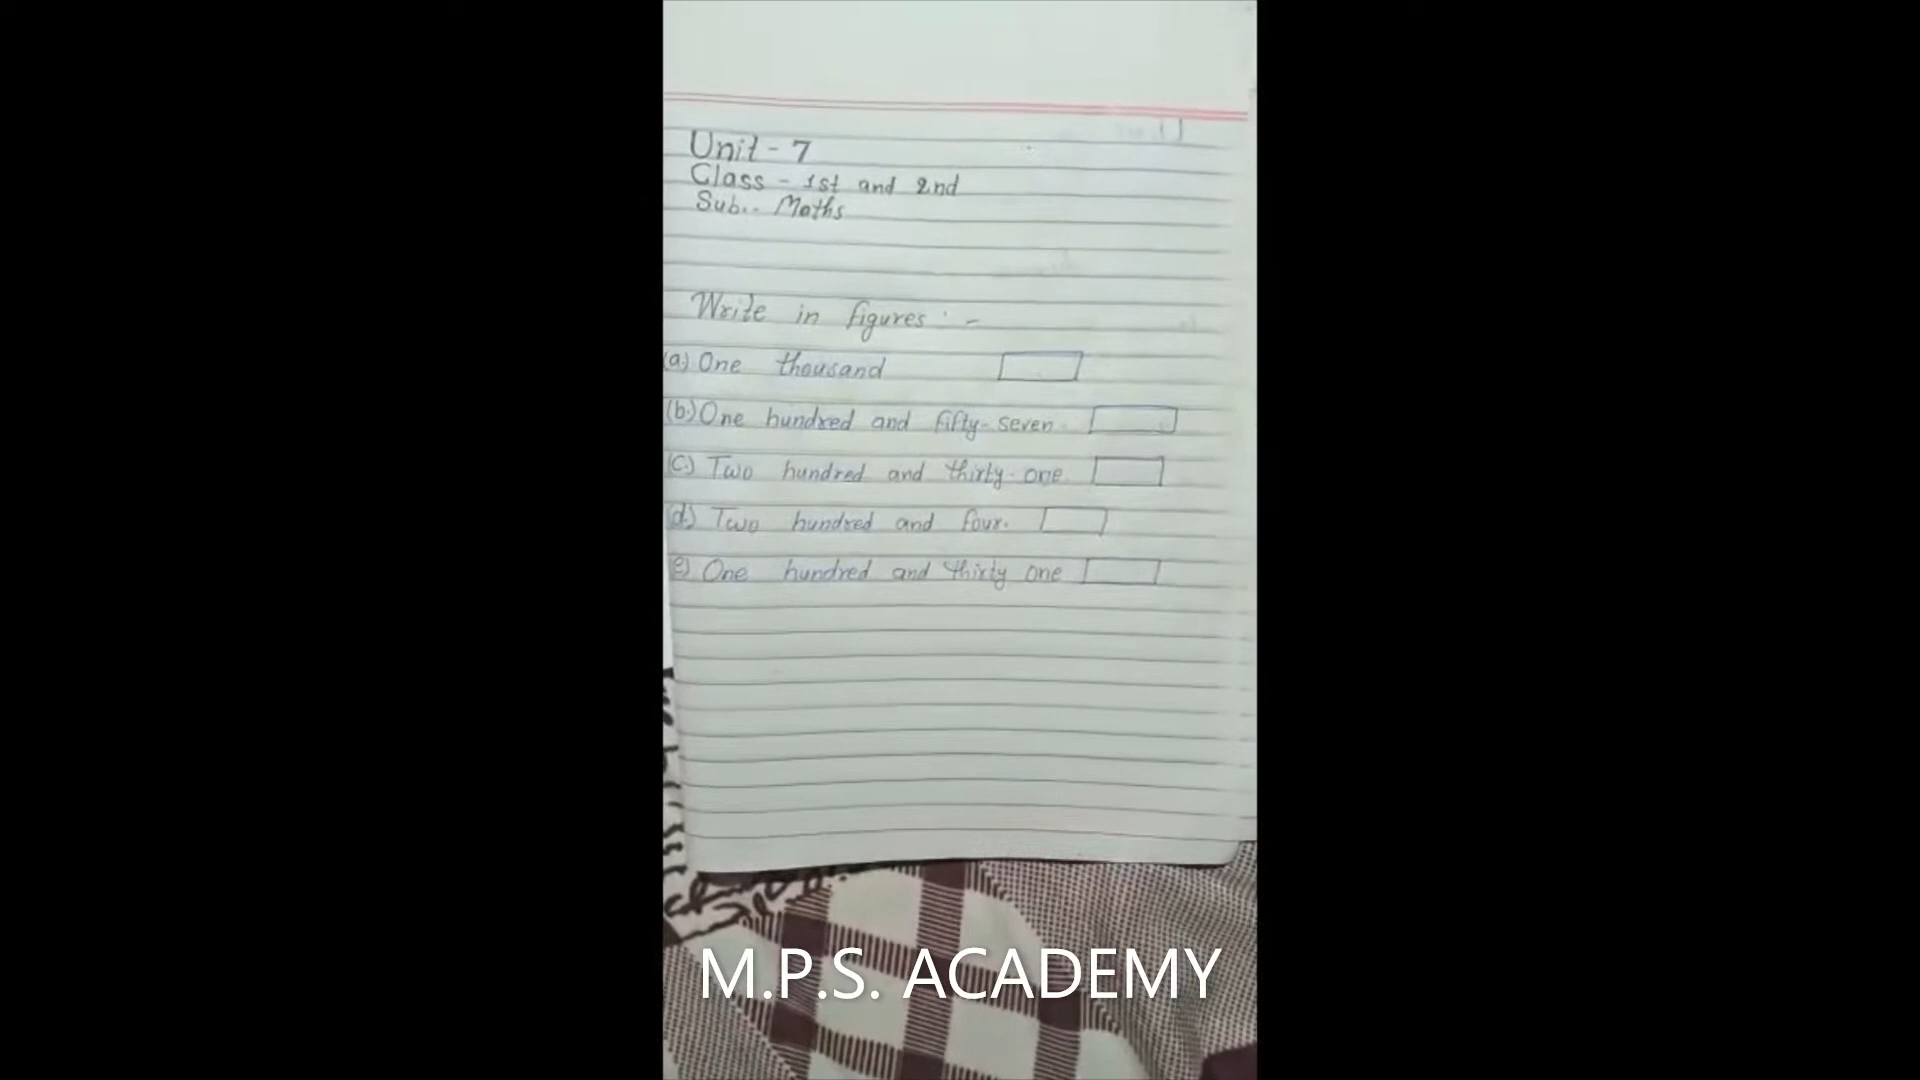 Unit - 7
Class - 1st and 2nd
Sub.. Maths
Write in figures : -
(a.) One thousand
(b.) One hundred and fifty-seven.
(c.) Two hundred and thirty-one
(d.) Two hundred and four.
(e) One hundred and thirty one
M.P.S. ACADEMY